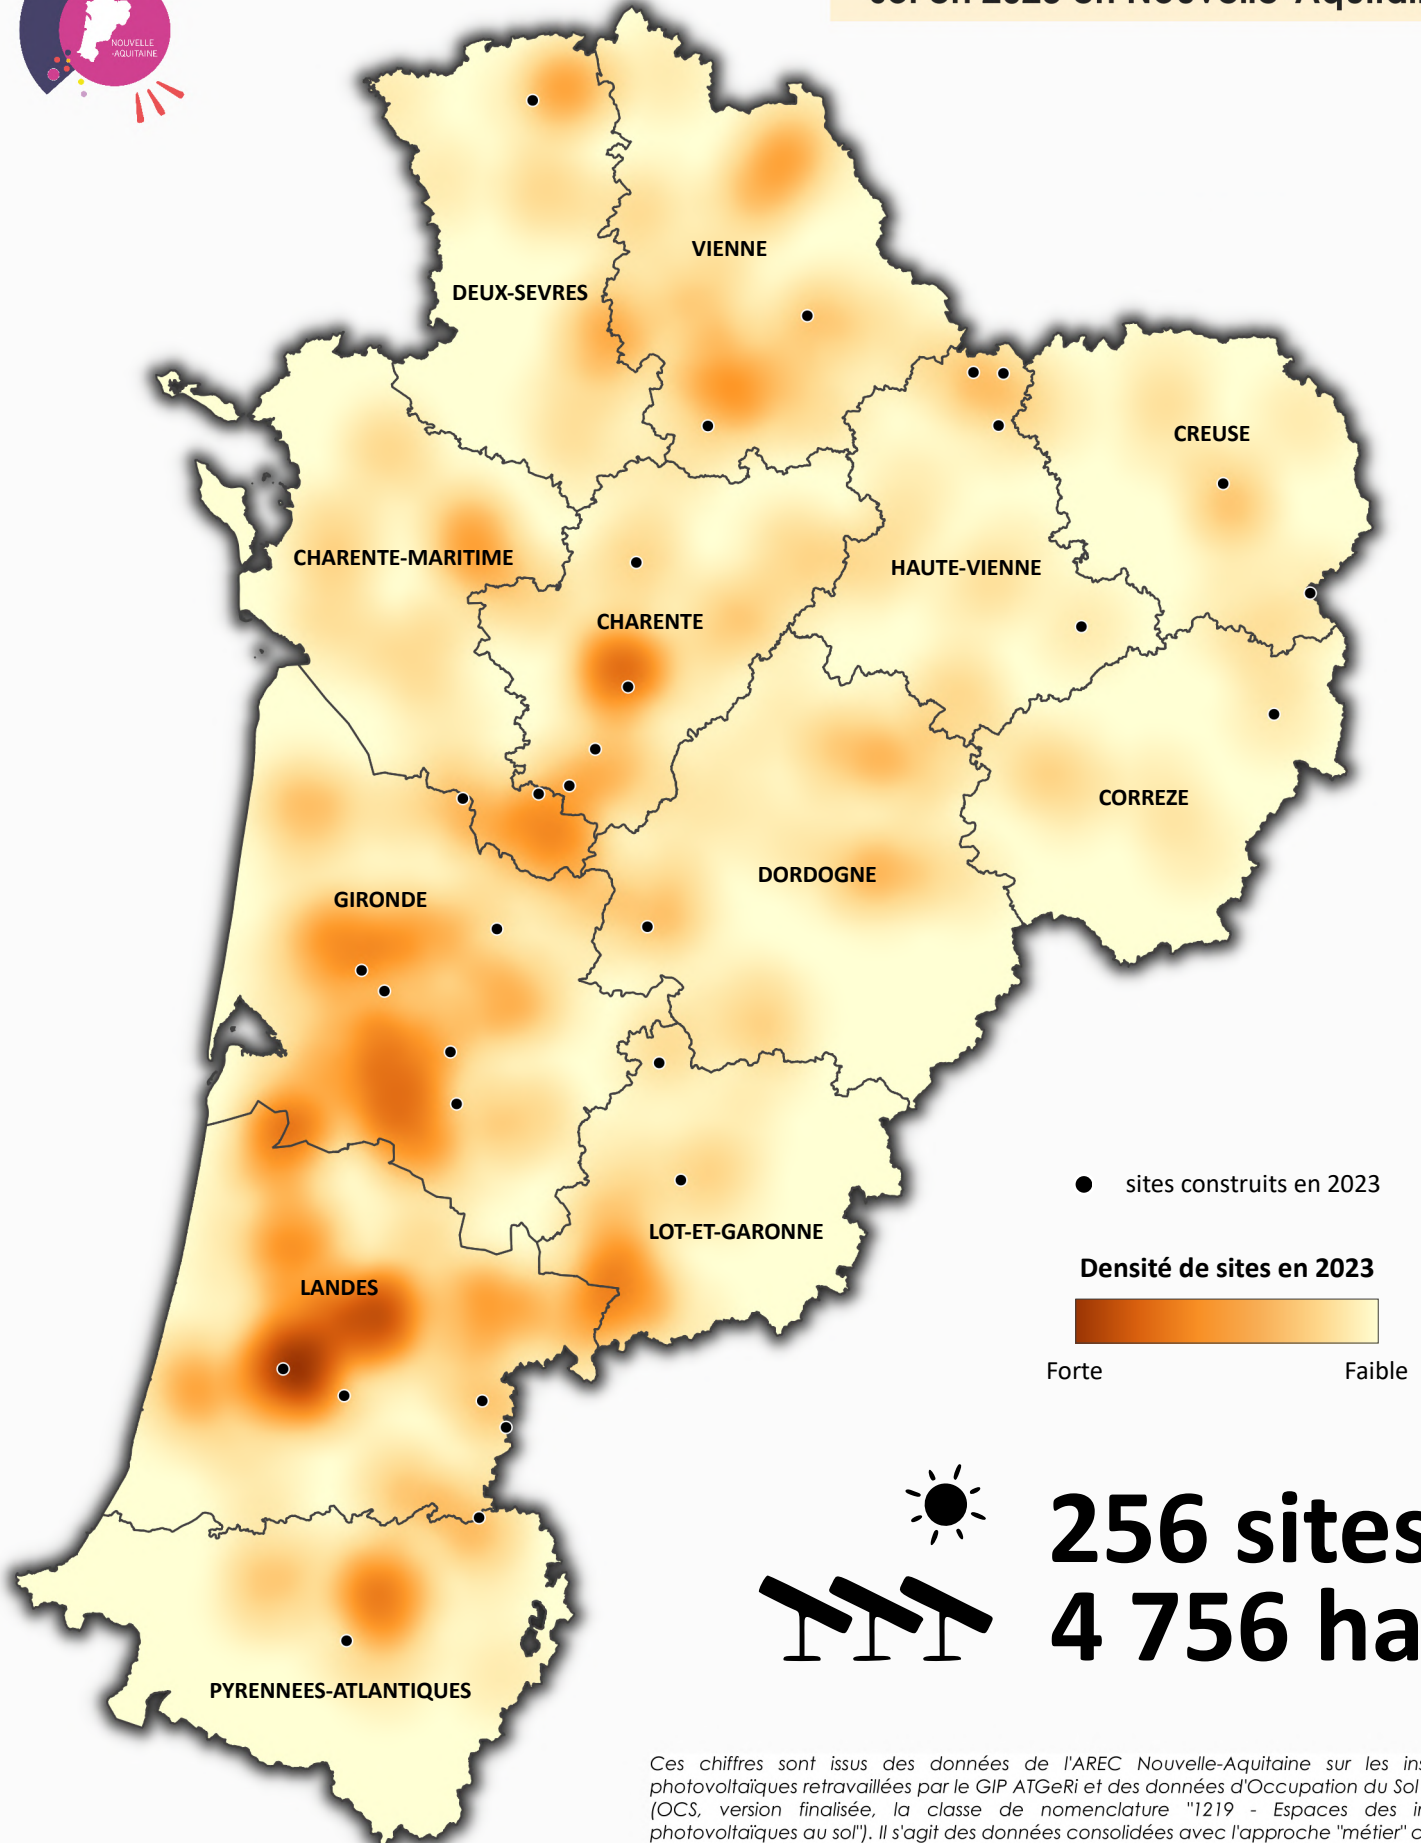 NOUVELLE
-AQUITAINE
VIENNE
DEUX-SEVRES
CREUSE
CHARENTE-MARITIME
HAUTE-VIENNE
CHARENTE
CORREZE
DORDOGNE
GIRONDE
sites construits en 2023
LOT-ET-GARONNE
Densité de sites en 2023
LANDES
Forte
Faible
256 sites
4 756 ha
PYRENNEES-ATLANTIQUES
Ces chiffres sont issus des données de l'AREC Nouvelle-Aquitaine sur les
photovoltaïques retravaillées par le GIP ATGeRi et des données d'Occupation du Sol
(OCS, version finalisée, la classe de nomenclature "1219 - Espaces des
photovoltaïques au sol"). Il s'agit des données consolidées avec l'approche "métier"